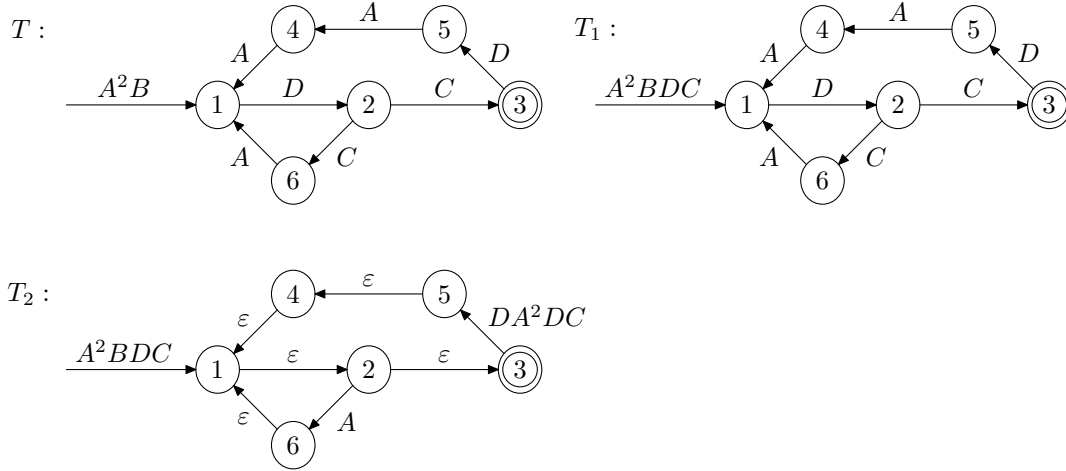 T : 4 A 5 T₁ : 4 A 5
A D A D
A²B 1 D 2 C 3 A²BDC 1 D 2 C 3
A C A C
6 6
T₂ : 4 ε 5
ε DA²DC
A²BDC 1 ε 2 ε 3
ε A
6